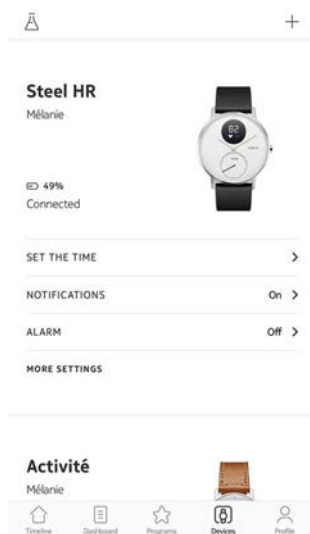 Steel HR
Mélanie
82
49%
Connected
SET THE TIME
NOTIFICATIONS On
ALARM Off
MORE SETTINGS
Activité
Mélanie
Timeline Dashboard Programs Devices Profile